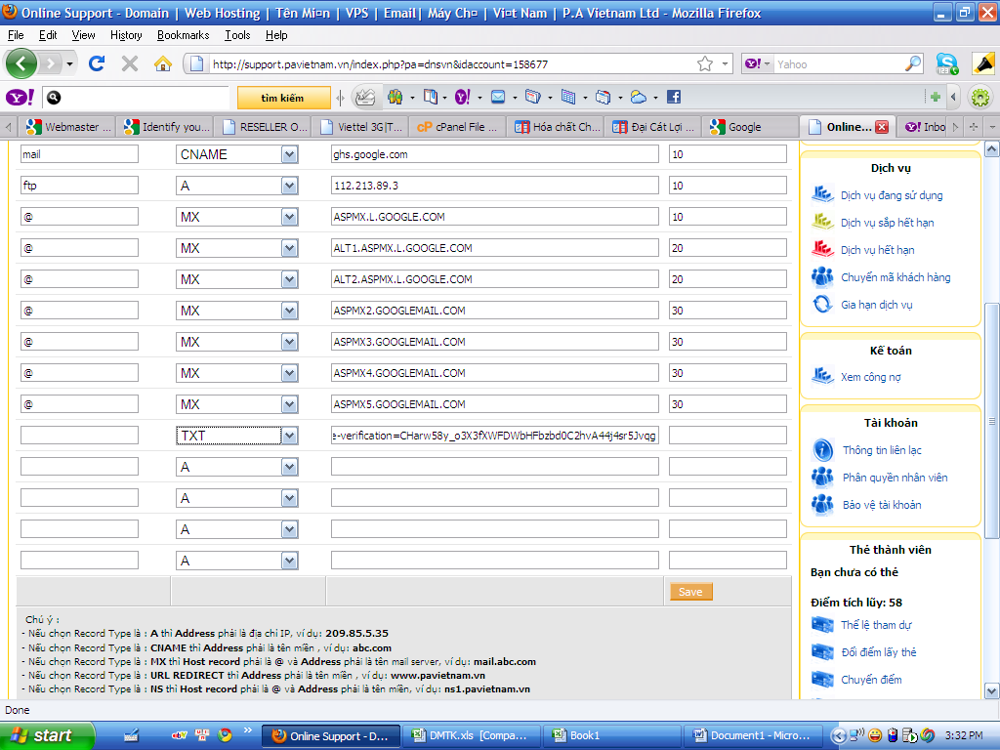 Online Support - Domain | Web Hosting | Tên Mi¤n | VPS | Email| Máy Ch¤ | Vi¤t Nam | P.A Vietnam Ltd - Mozilla Firefox
File Edit View History Bookmarks Tools Help
http://support.pavietnam.vn/index.php?pa=dnsvn&idaccount=158677
Yahoo
Y! tìm kiếm
Webmaster ... Identify you... RESELLER O... Viettel 3G|T... cPanel File ... Hóa chất Ch... Đại Cát Lợi ... Google Online... Inbo
mail CNAME ghs.google.com 10
ftp A 112.213.89.3 10
@ MX ASPMX.L.GOOGLE.COM 10
@ MX ALT1.ASPMX.L.GOOGLE.COM 20
@ MX ALT2.ASPMX.L.GOOGLE.COM 20
@ MX ASPMX2.GOOGLEMAIL.COM 30
@ MX ASPMX3.GOOGLEMAIL.COM 30
@ MX ASPMX4.GOOGLEMAIL.COM 30
@ MX ASPMX5.GOOGLEMAIL.COM 30
TXT e-verification=CHarw58y_o3X3fXWFDWbHFbzbd0C2hvA44j4sr5Jvqg
A
A
A
A
Save
Chú ý :
- Nếu chọn Record Type là : A thì Address phải là địa chỉ IP, ví dụ: 209.85.5.35
- Nếu chọn Record Type là : CNAME thì Address phải là tên miền , ví dụ: abc.com
- Nếu chọn Record Type là : MX thì Host record phải là @ và Address phải là tên mail server, ví dụ: mail.abc.com
- Nếu chọn Record Type là : URL REDIRECT thì Address phải là tên miền , ví dụ: www.pavietnam.vn
- Nếu chọn Record Type là : NS thì Host record phải là @ và Address phải là tên miền, ví dụ: ns1.pavietnam.vn
Dịch vụ
Dịch vụ đang sử dụng
Dịch vụ sắp hết hạn
Dịch vụ hết hạn
Chuyển mã khách hàng
Gia hạn dịch vụ
Kế toán
Xem công nợ
Tài khoản
Thông tin liên lạc
Phân quyền nhân viên
Bảo vệ tài khoản
Thẻ thành viên
Bạn chưa có thẻ
Điểm tích lũy: 58
Thể lệ tham dự
Đổi điểm lấy thẻ
Chuyển điểm
Done
start Online Support - D... DMTK.xls [Compa... Book1 Document1 - Micro... 3:32 PM